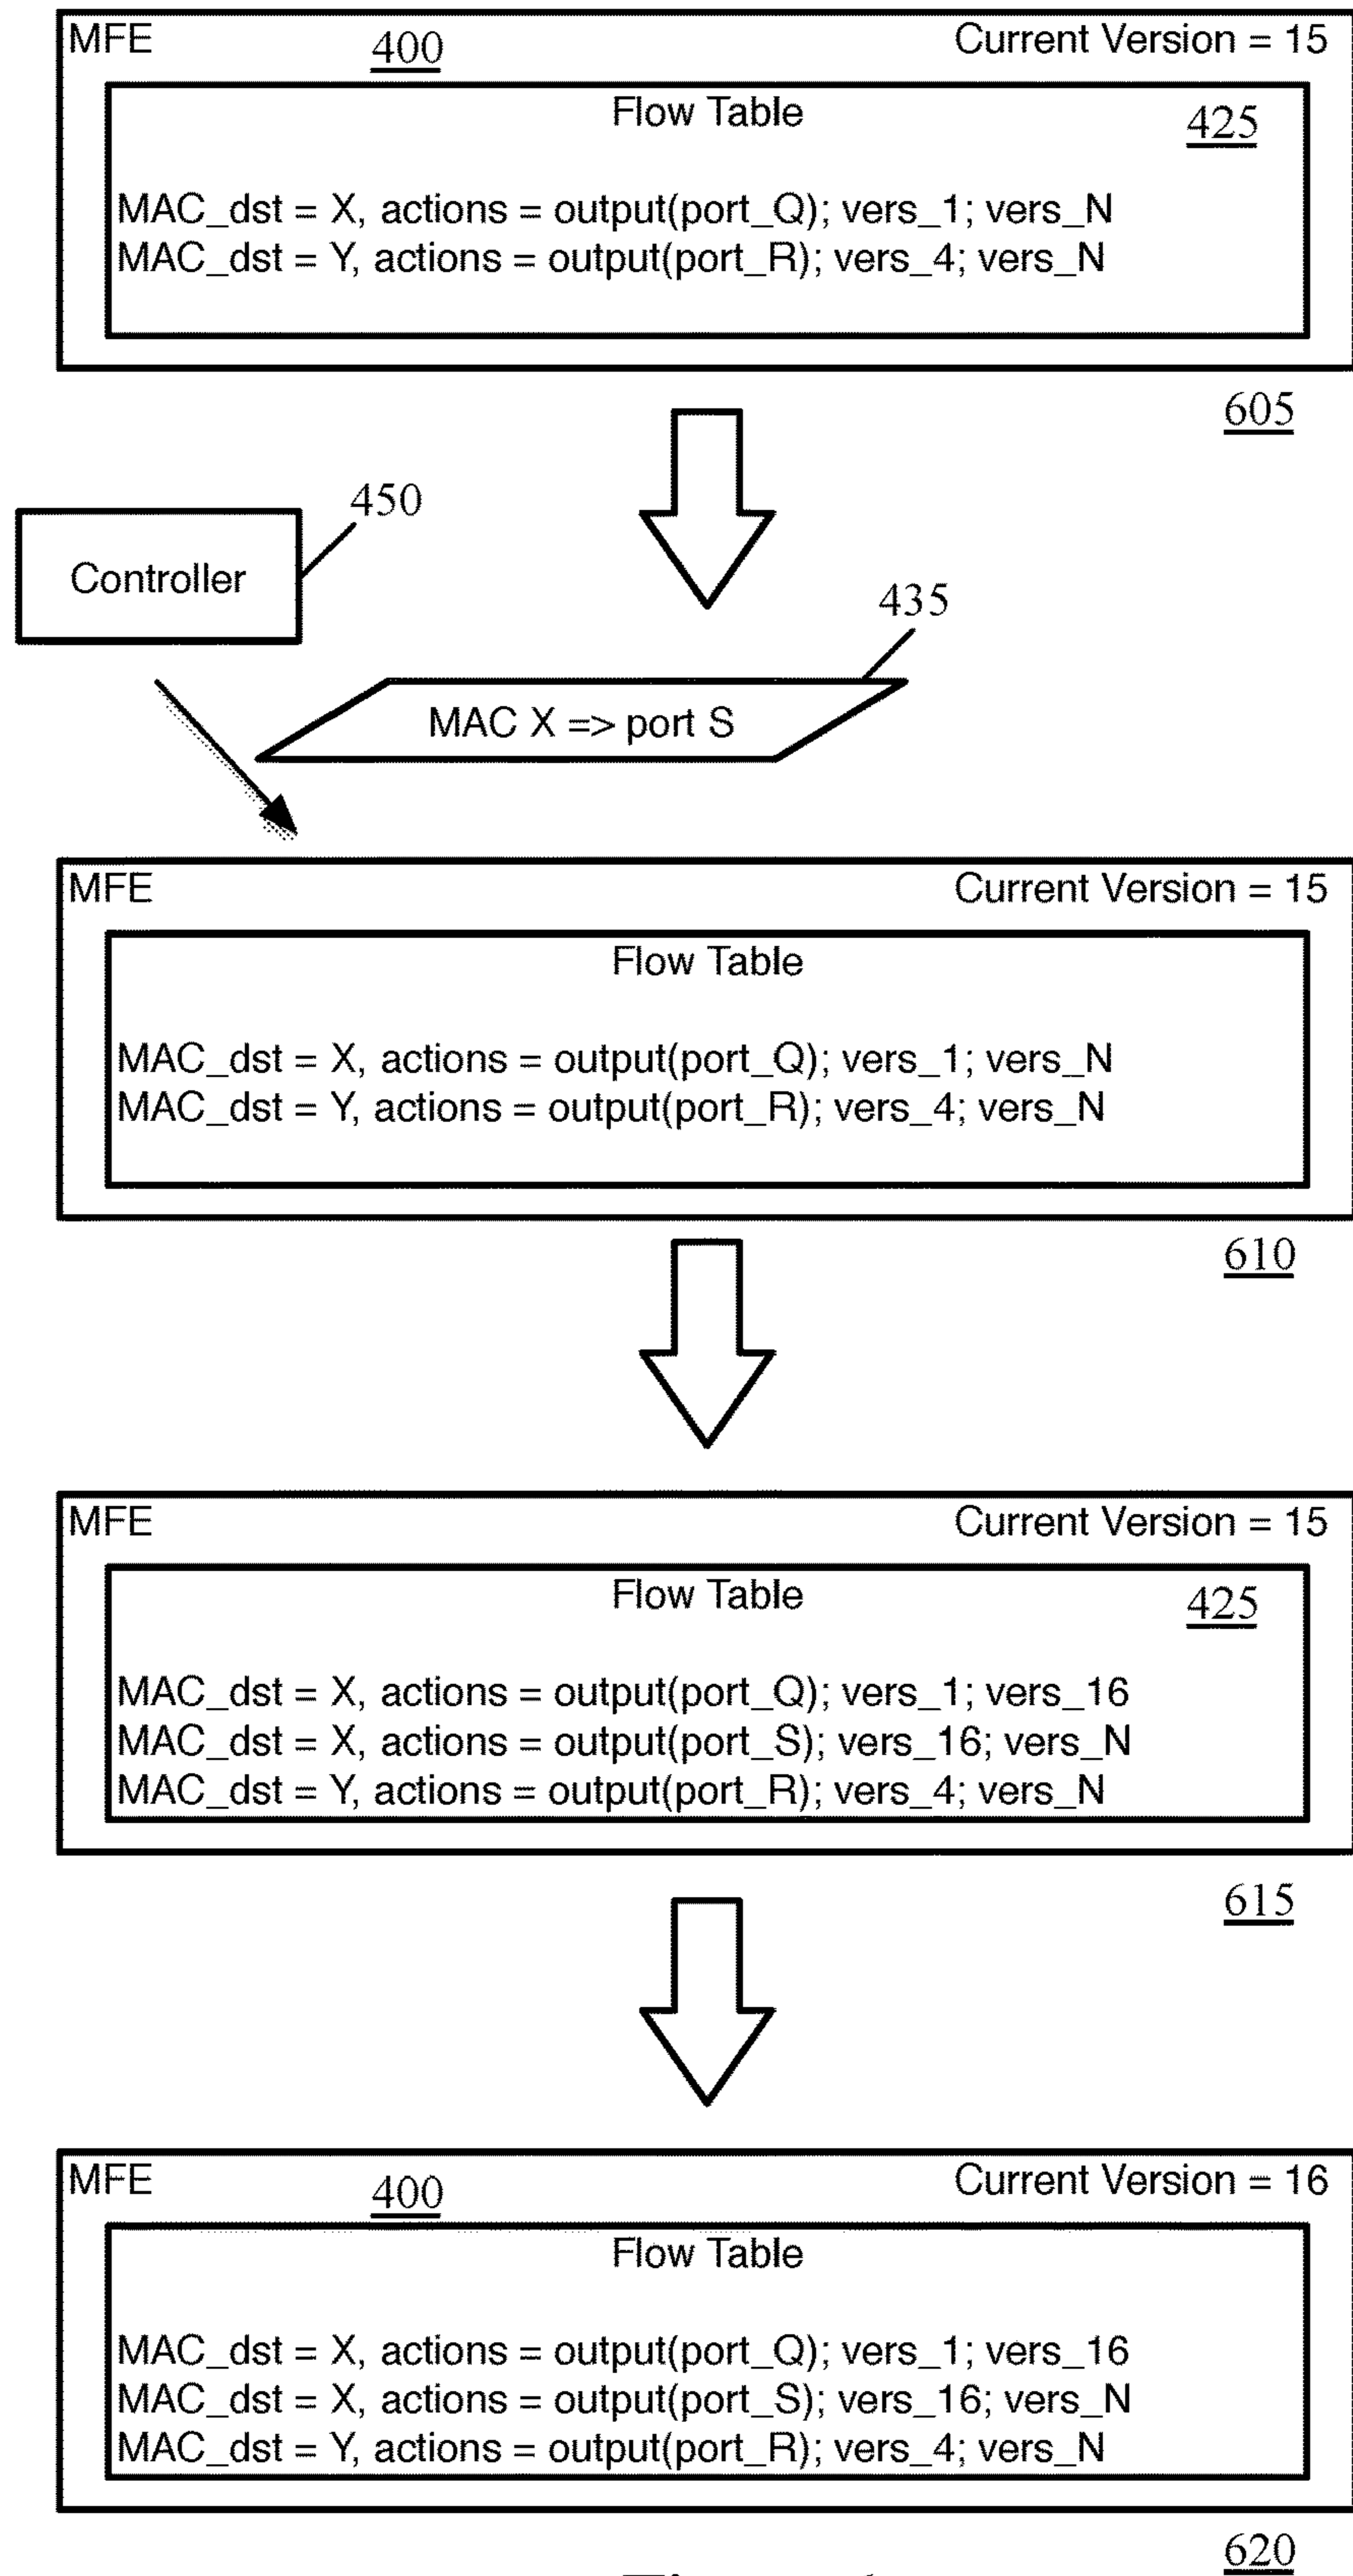 MFE 400 Current Version = 15
Flow Table 425
MAC_dst = X, actions = output(port_Q); vers_1; vers_N
MAC_dst = Y, actions = output(port_R); vers_4; vers_N
605
450
Controller
435
MAC X => port S
MFE Current Version = 15
Flow Table
MAC_dst = X, actions = output(port_Q); vers_1; vers_N
MAC_dst = Y, actions = output(port_R); vers_4; vers_N
610
MFE Current Version = 15
Flow Table 425
MAC_dst = X, actions = output(port_Q); vers_1; vers_16
MAC_dst = X, actions = output(port_S); vers_16; vers_N
MAC_dst = Y, actions = output(port_R); vers_4; vers_N
615
MFE 400 Current Version = 16
Flow Table
MAC_dst = X, actions = output(port_Q); vers_1; vers_16
MAC_dst = X, actions = output(port_S); vers_16; vers_N
MAC_dst = Y, actions = output(port_R); vers_4; vers_N
620